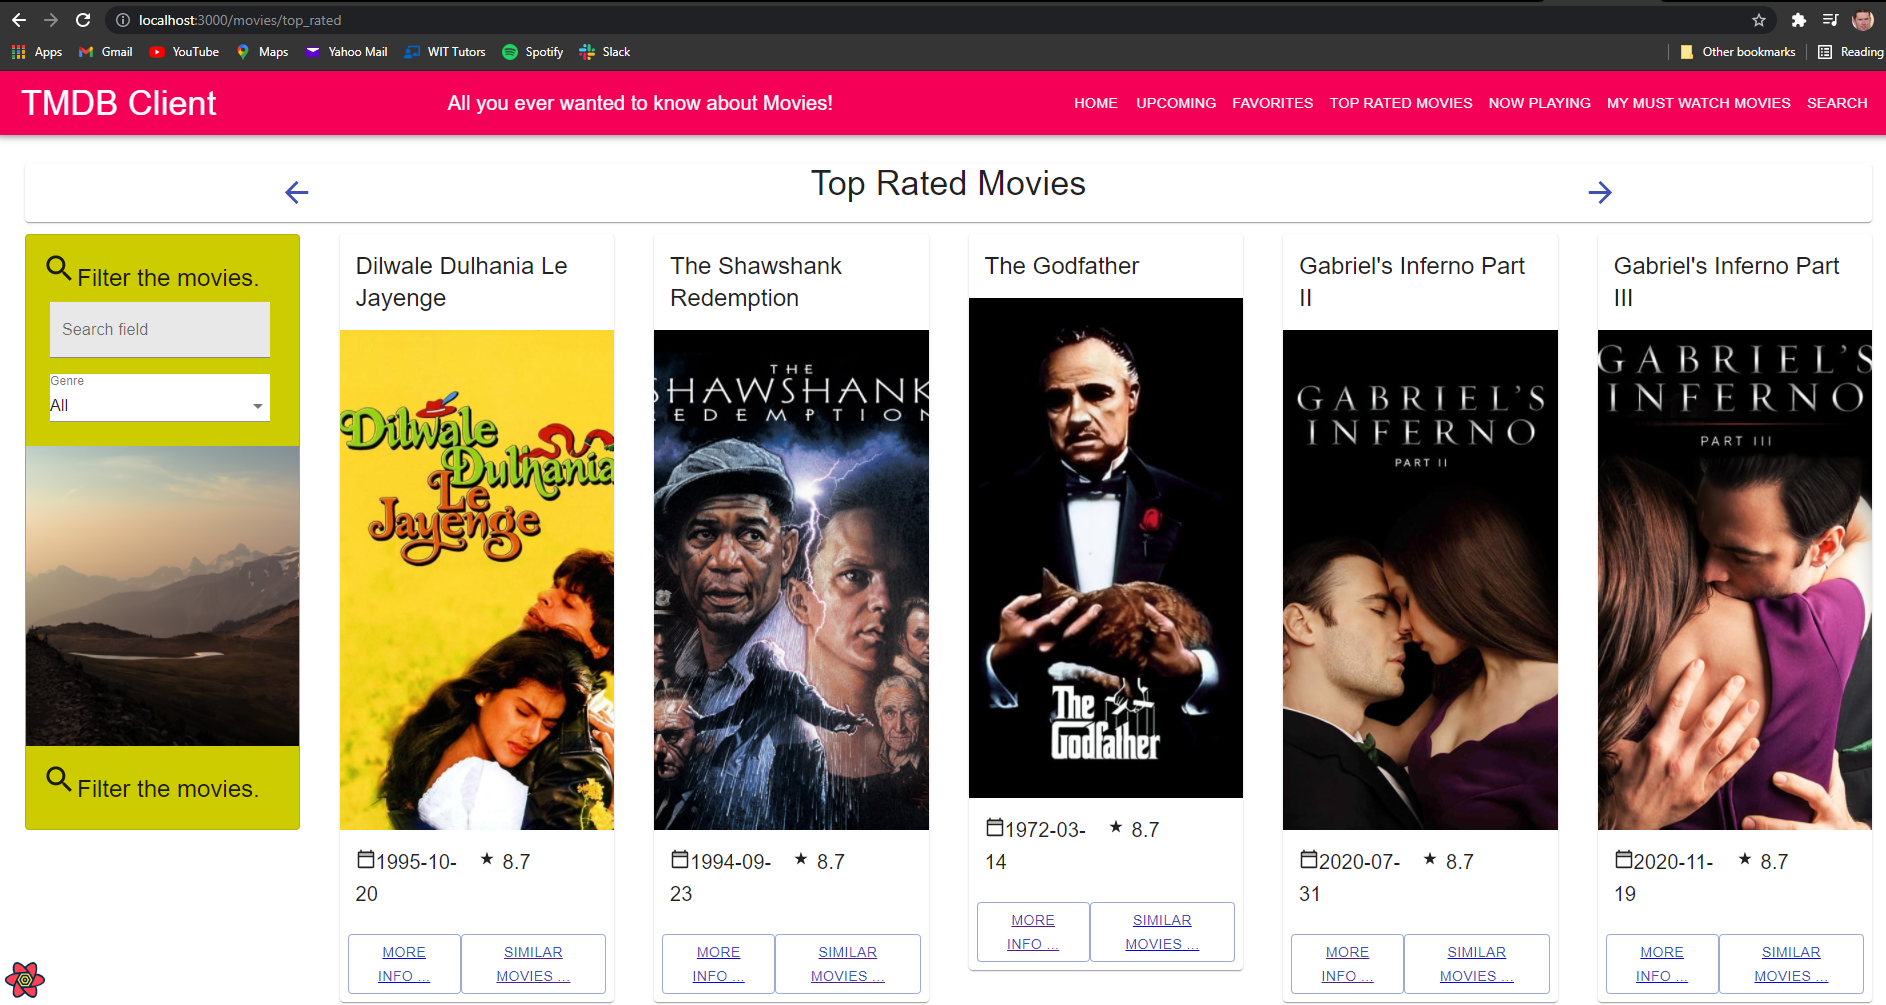 localhost:3000/movies/top_rated
Apps Gmail YouTube Maps Yahoo Mail WIT Tutors Spotify Slack Other bookmarks Reading
TMDB Client All you ever wanted to know about Movies! HOME UPCOMING FAVORITES TOP RATED MOVIES NOW PLAYING MY MUST WATCH MOVIES SEARCH
Top Rated Movies
Filter the movies.
Search field
Genre
All
Filter the movies.
Dilwale Dulhania Le
Jayenge
Dilwale
Dulhania
Le
Jayenge
1995-10-
20
★ 8.7
MORE
INFO ...
SIMILAR
MOVIES ...
The Shawshank
Redemption
THE
SHAWSHANK
REDEMPTION
1994-09-
23
★ 8.7
MORE
INFO ...
SIMILAR
MOVIES ...
The Godfather
The
Godfather
1972-03-
14
★ 8.7
MORE
INFO ...
SIMILAR
MOVIES ...
Gabriel's Inferno Part
II
GABRIEL'S
INFERNO
PART II
2020-07-
31
★ 8.7
MORE
INFO ...
SIMILAR
MOVIES ...
Gabriel's Inferno Part
III
GABRIEL'S
INFERNO
PART III
2020-11-
19
★ 8.7
MORE
INFO ...
SIMILAR
MOVIES ...